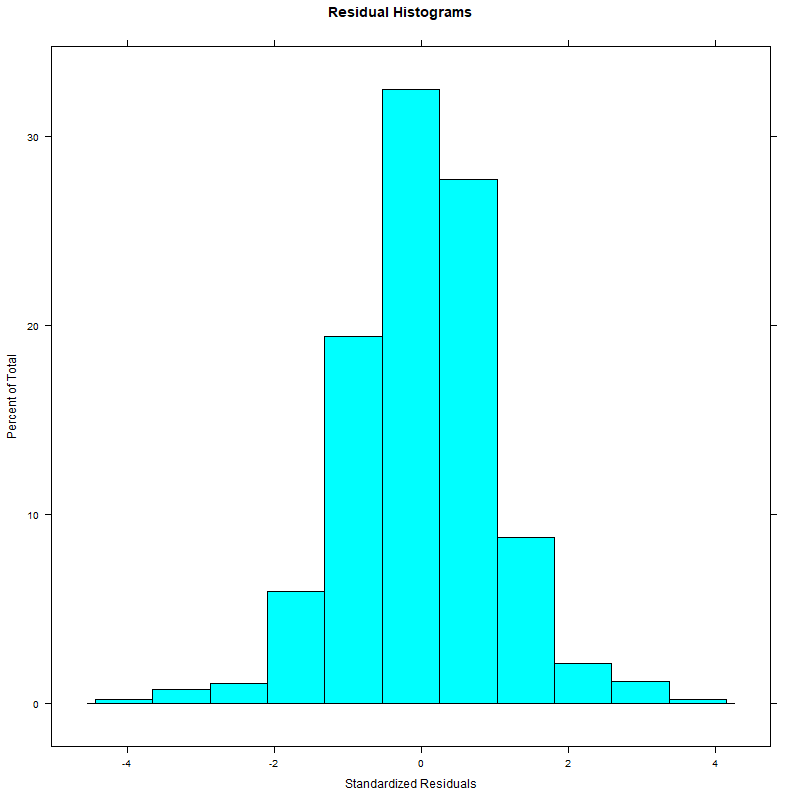 Residual Histograms
30
20
10
0
Percent of Total
-4 -2 0 2 4
Standardized Residuals